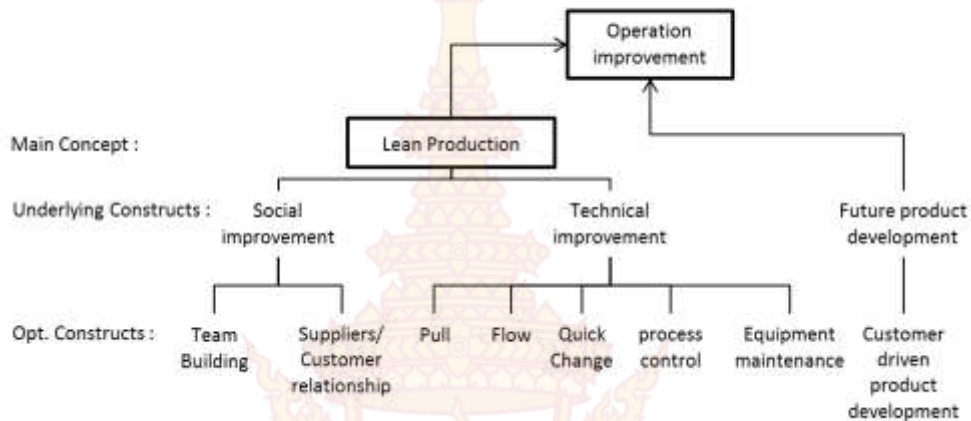 Operation
improvement
Main Concept :
Lean Production
Underlying Constructs :
Social
improvement
Technical
improvement
Future product
development
Opt. Constructs :
Team
Building
Suppliers/
Customer
relationship
Pull
Flow
Quick
Change
process
control
Equipment
maintenance
Customer
driven
product
development